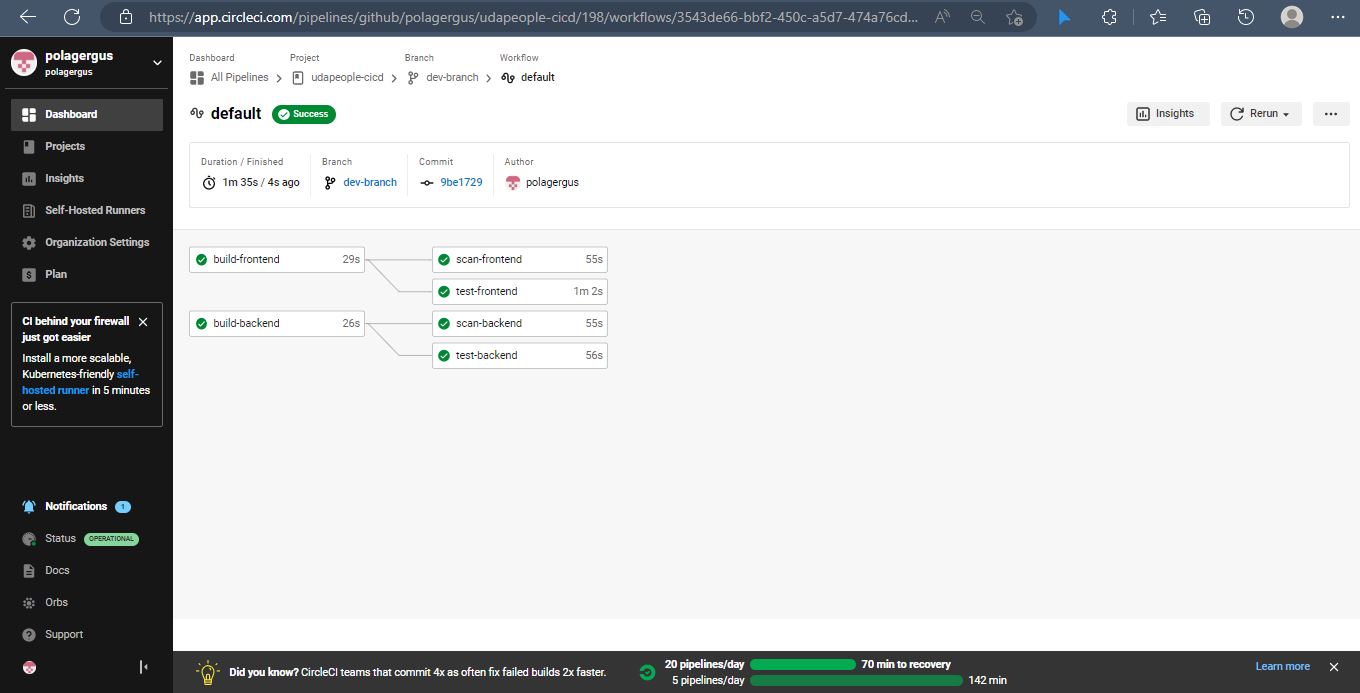 https://app.circleci.com/pipelines/github/polagergus/udapeople-cicd/198/workflows/3543de66-bbf2-450c-a5d7-474a76cd...
polagergus
polagergus
Dashboard
Projects
Insights
Self-Hosted Runners
Organization Settings
Plan
CI behind your firewall
just got easier
Install a more scalable,
Kubernetes-friendly self-
hosted runner in 5 minutes
or less.
Notifications 1
Status OPERATIONAL
Docs
Orbs
Support
Dashboard Project Branch Workflow
All Pipelines udapeople-cicd dev-branch default
default Success
Insights Rerun
Duration / Finished Branch Commit Author
1m 35s / 4s ago dev-branch 9be1729 polagergus
build-frontend 29s scan-frontend 55s
test-frontend 1m 2s
build-backend 26s scan-backend 55s
test-backend 56s
Did you know? CircleCI teams that commit 4x as often fix failed builds 2x faster.
20 pipelines/day 70 min to recovery
5 pipelines/day 142 min
Learn more